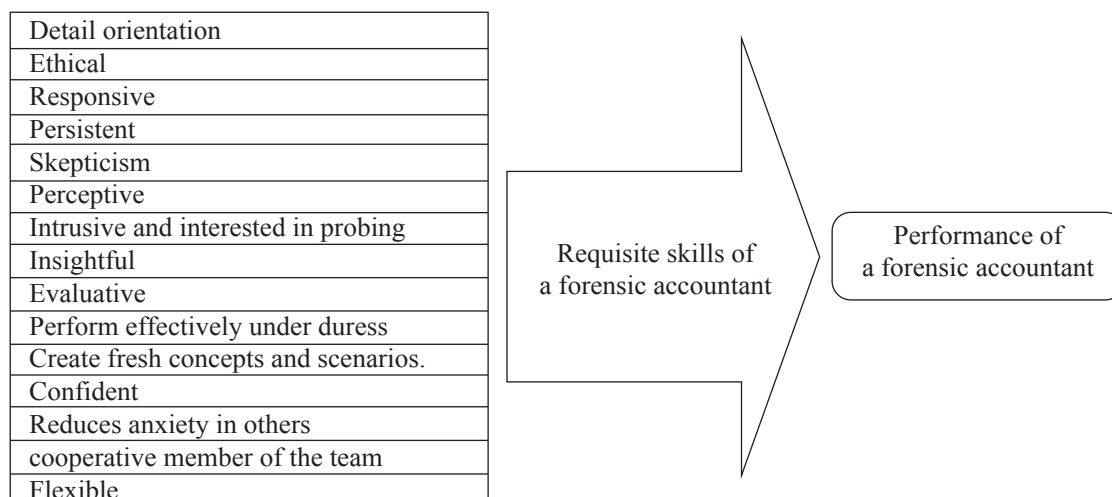 Detail orientation
Ethical
Responsive
Persistent
Skepticism
Perceptive
Intrusive and interested in probing
Insightful
Evaluative
Perform effectively under duress
Create fresh concepts and scenarios.
Confident
Reduces anxiety in others
cooperative member of the team
Flexible
Requisite skills of
a forensic accountant
Performance of
a forensic accountant